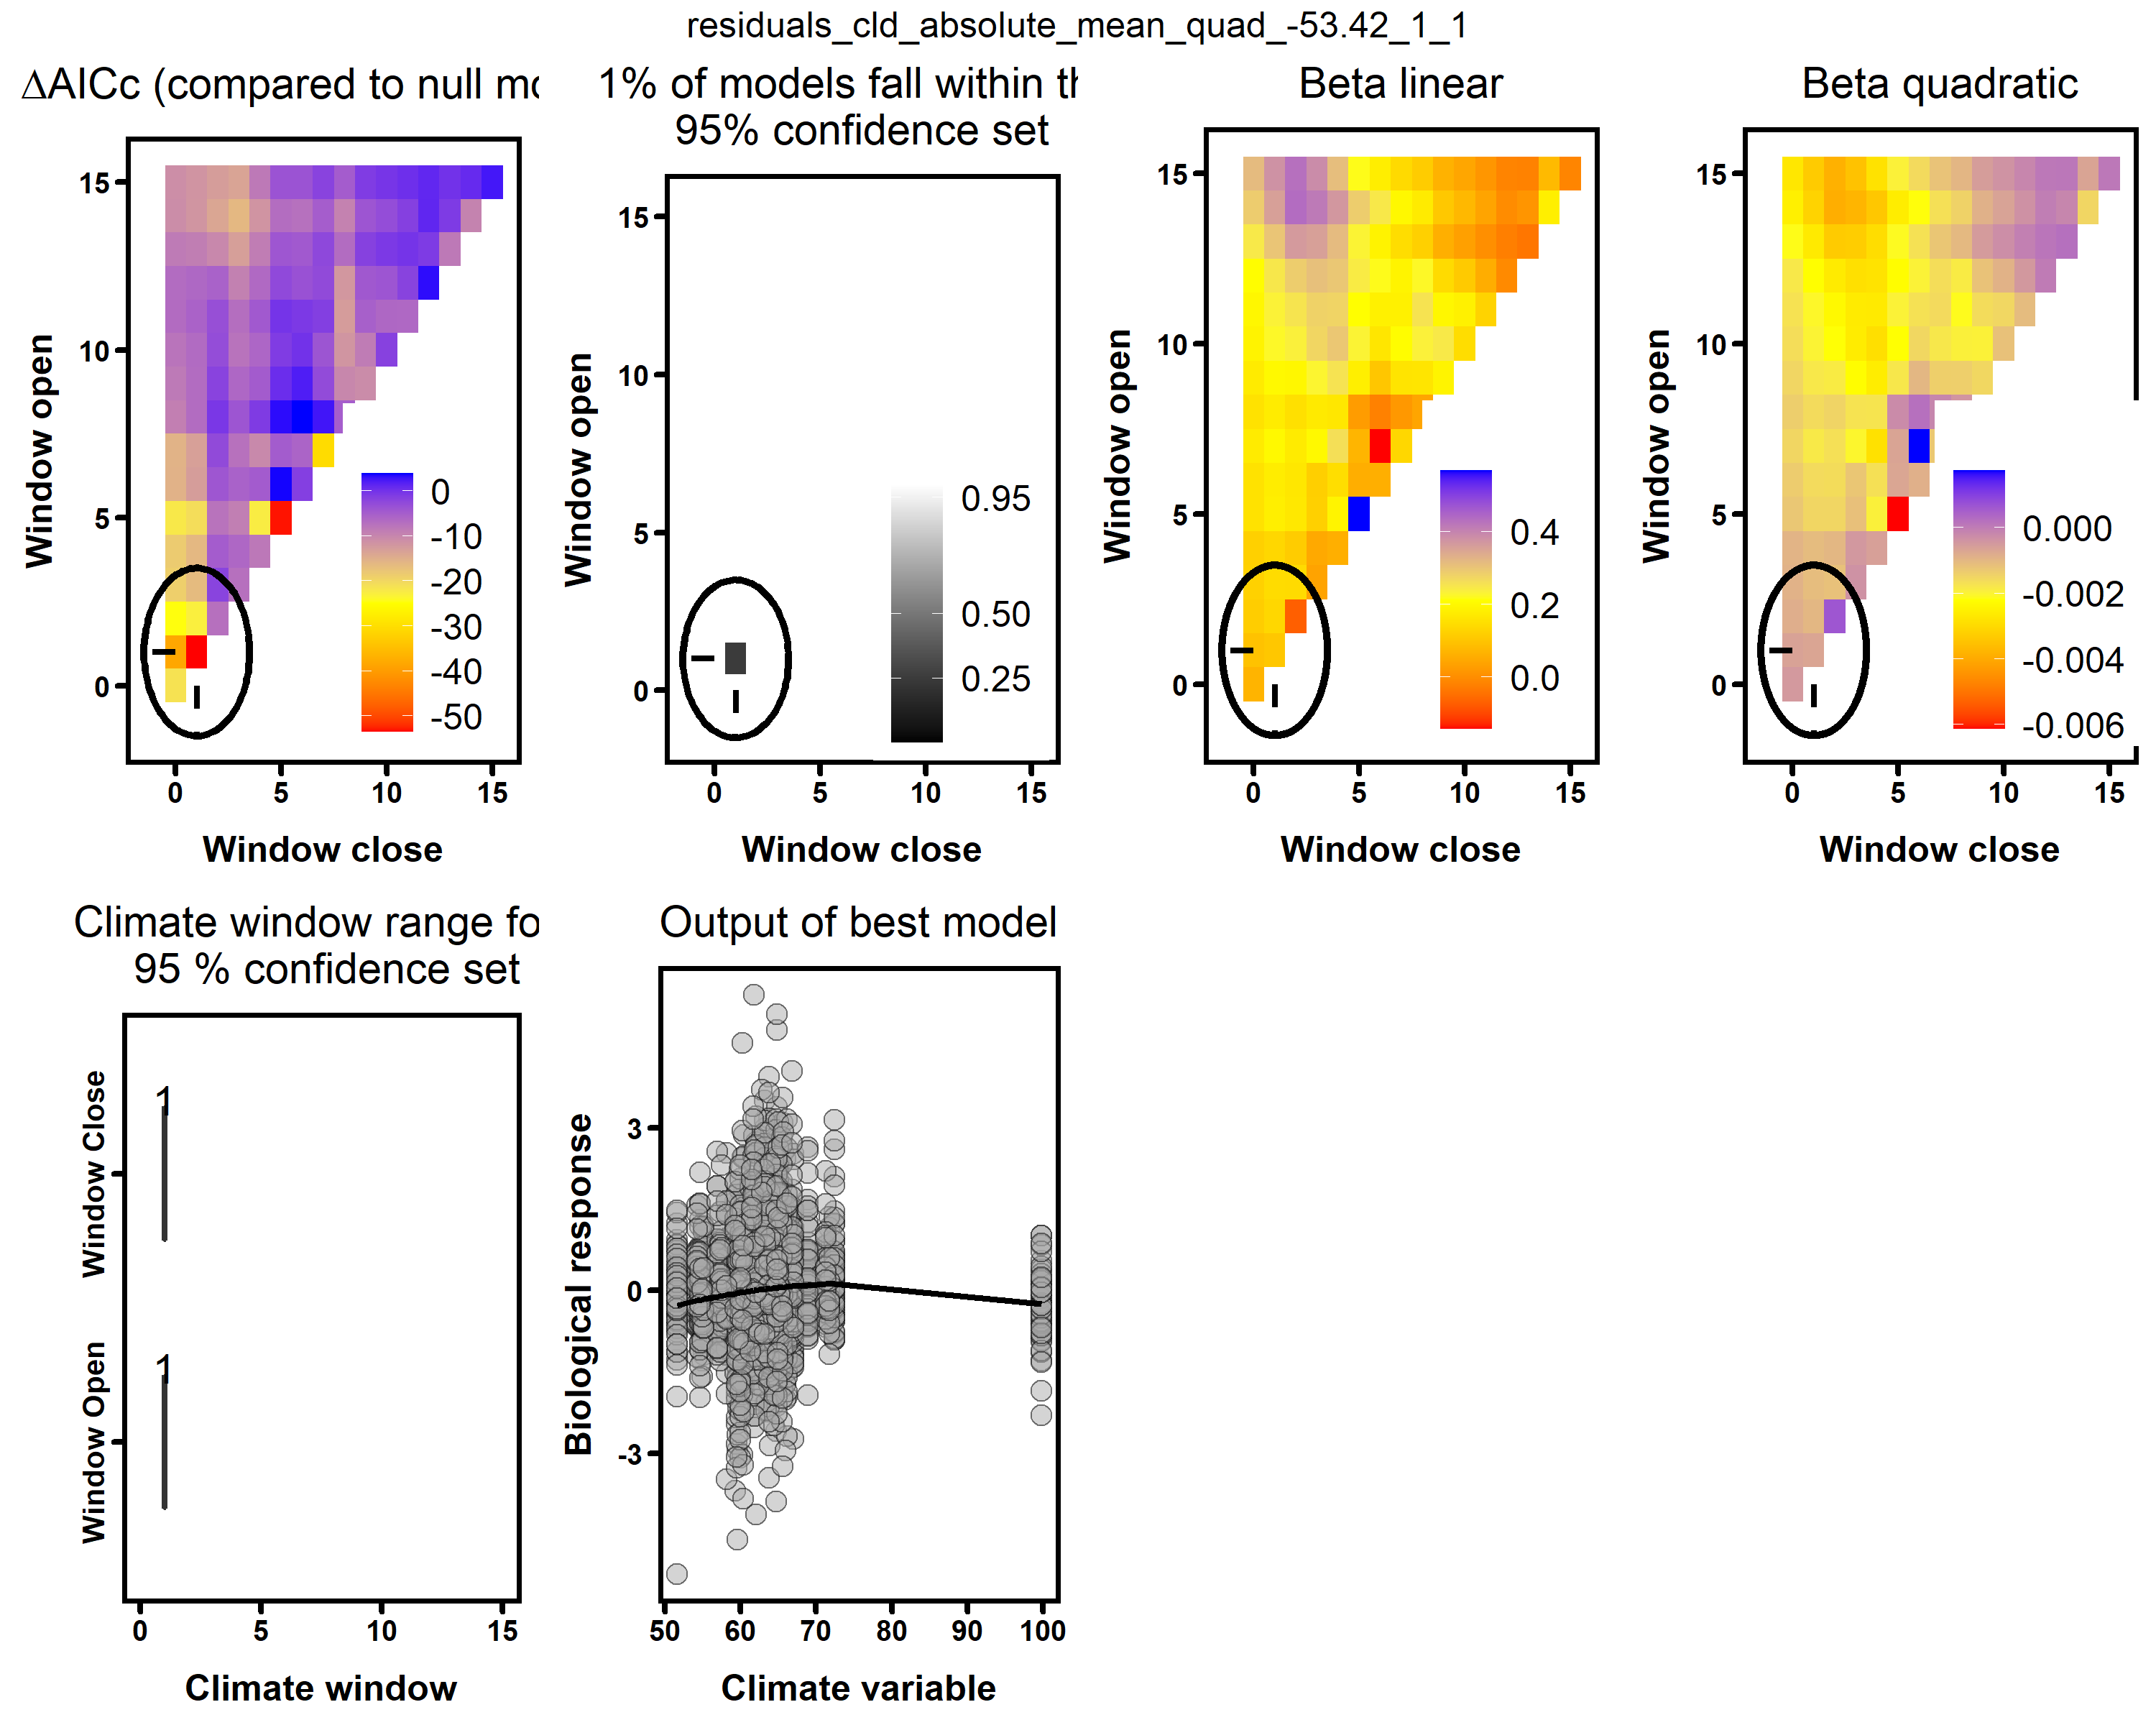 residuals_cld_absolute_mean_quad_-53.42_1_1
ΔAICc (compared to null mo
Window open
15
10
5
0
0
-10
-20
-30
-40
-50
0 5 10 15
Window close
1% of models fall within th
95% confidence set
Window open
15
10
5
0
0.95
0.50
0.25
0 5 10 15
Window close
Beta linear
Window open
15
10
5
0
0.4
0.2
0.0
0 5 10 15
Window close
Beta quadratic
Window open
15
10
5
0
0.000
-0.002
-0.004
-0.006
0 5 10 15
Window close
Climate window range fo
95 % confidence set
Window Close
1
Window Open
1
0 5 10 15
Climate window
Output of best model
Biological response
3
0
-3
50 60 70 80 90 100
Climate variable